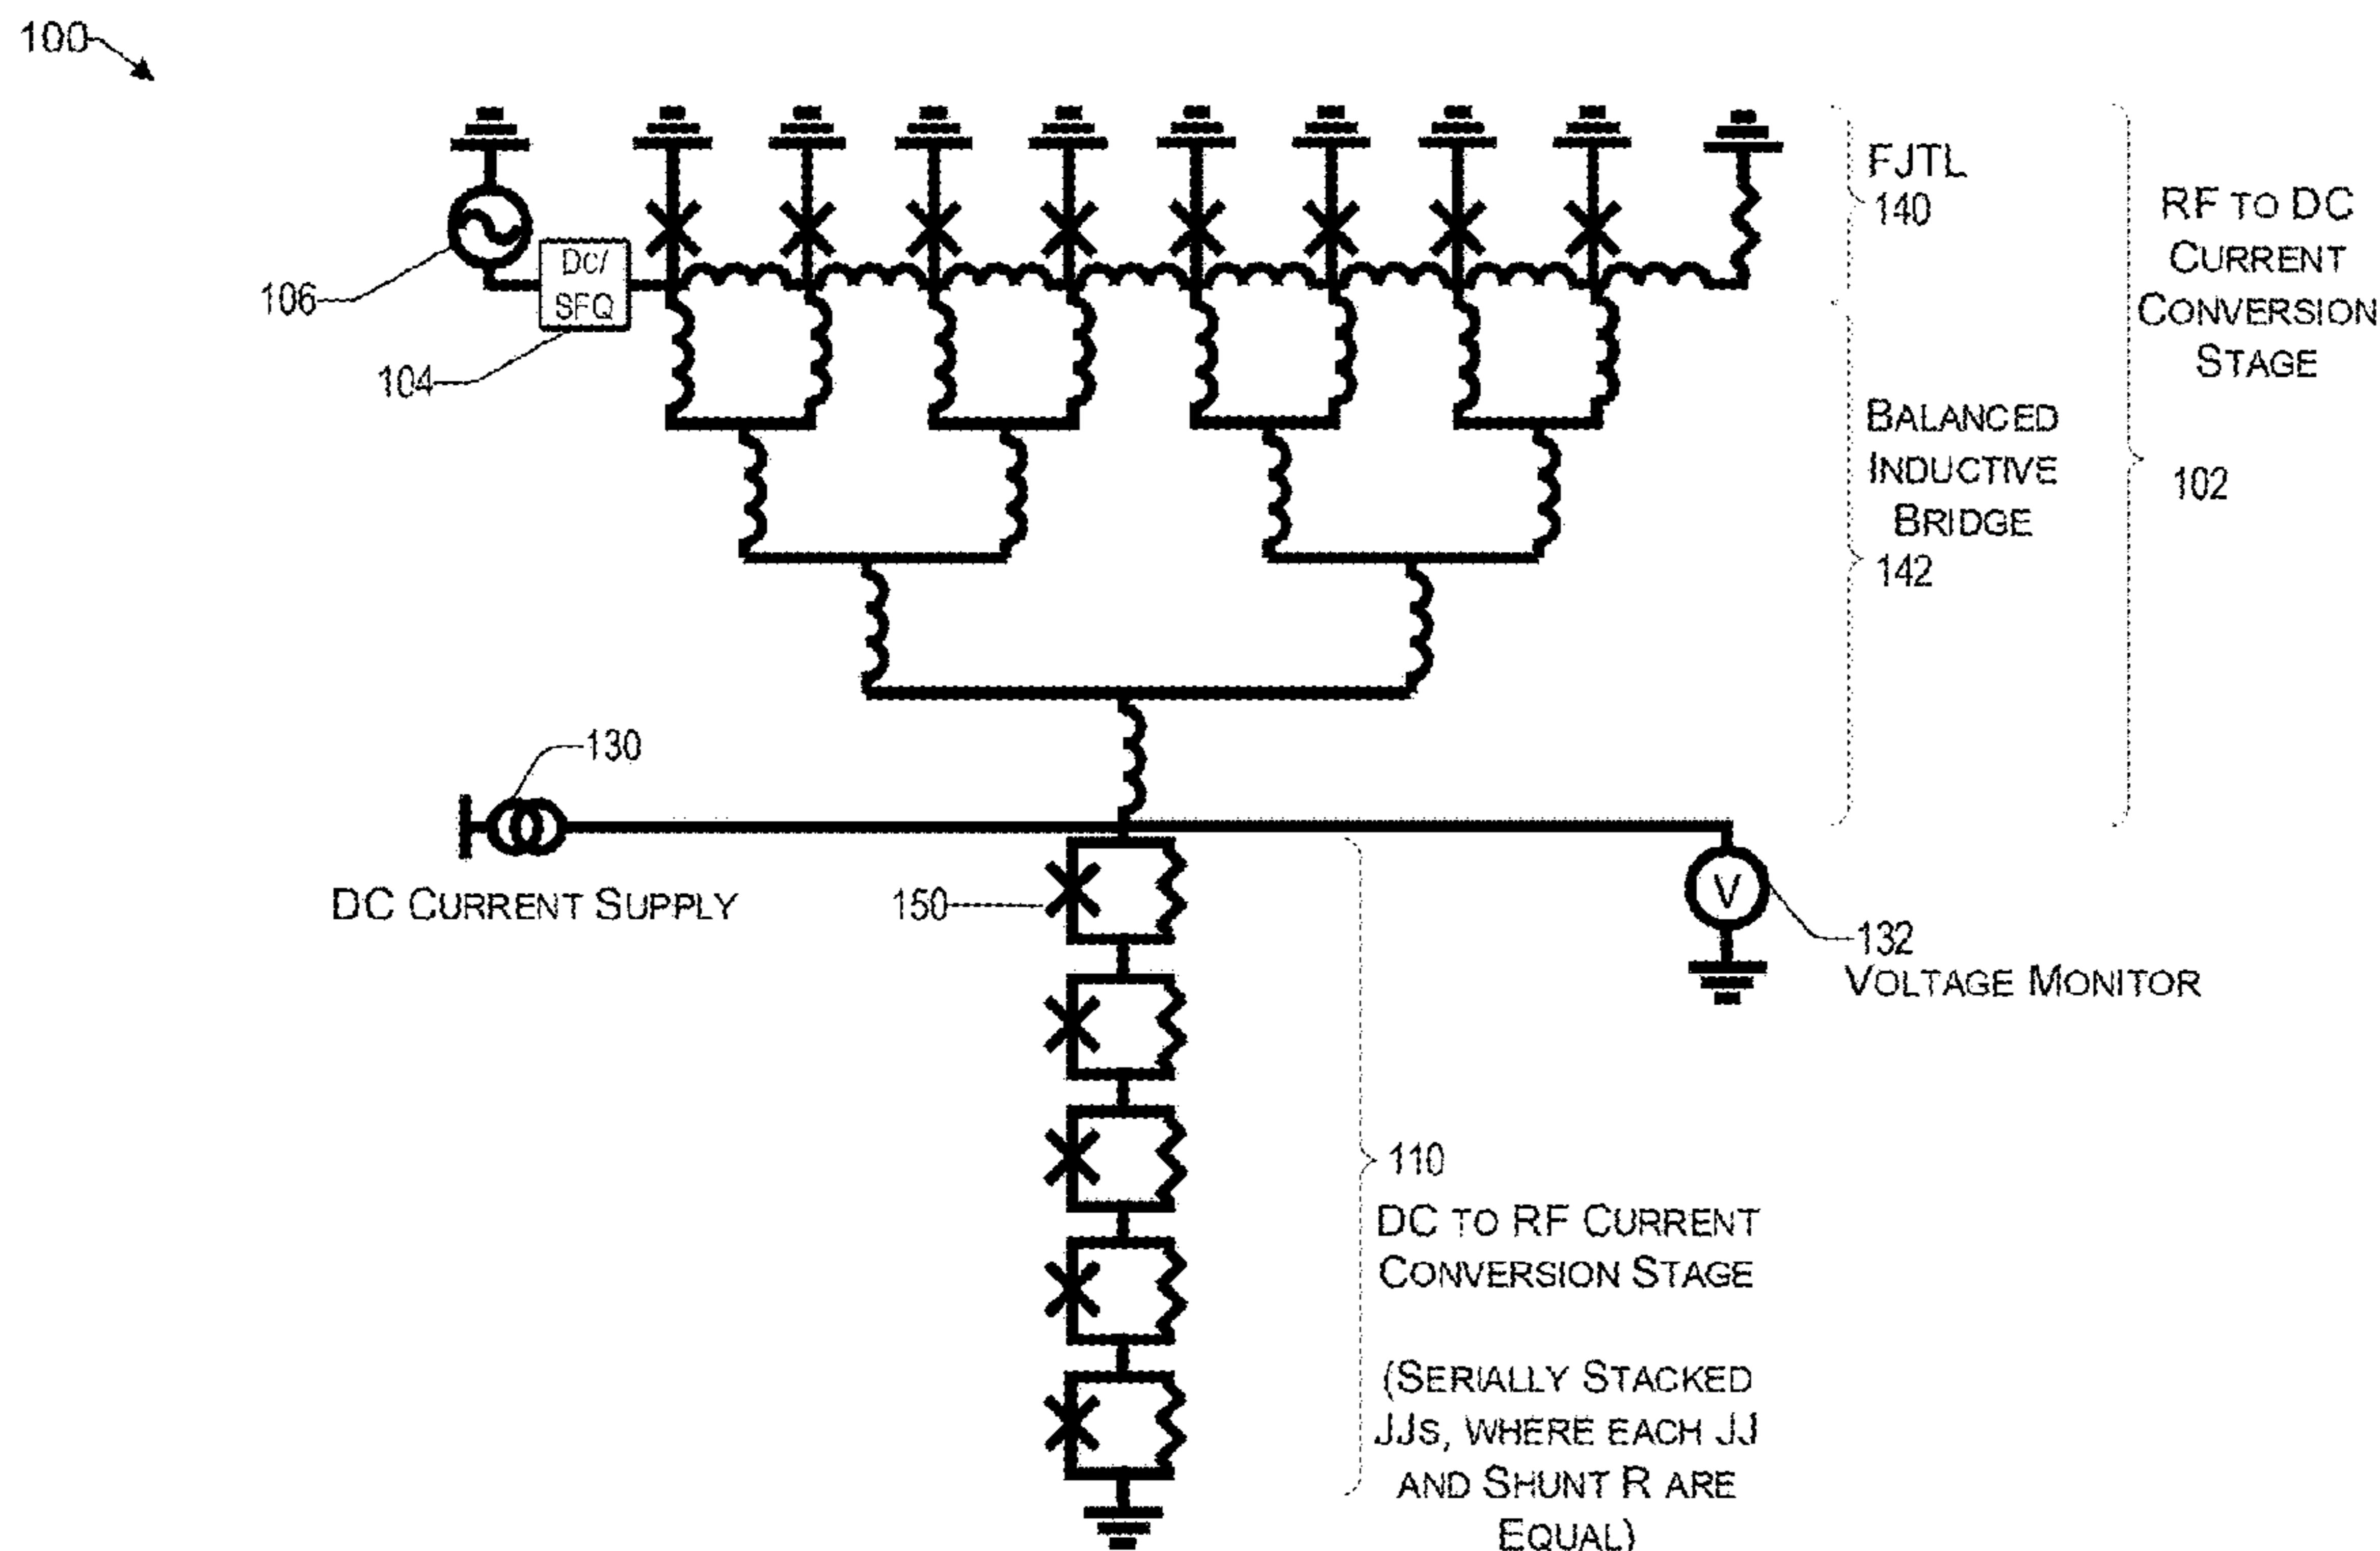 100
FJTL
140
RF TO DC
CURRENT
CONVERSION
STAGE
102
106
DC/
SFQ
104
BALANCED
INDUCTIVE
BRIDGE
142
130
DC CURRENT SUPPLY
150
V
132
VOLTAGE MONITOR
110
DC TO RF CURRENT
CONVERSION STAGE
(SERIALLY STACKED
JJS, WHERE EACH JJ
AND SHUNT R ARE
EQUAL)